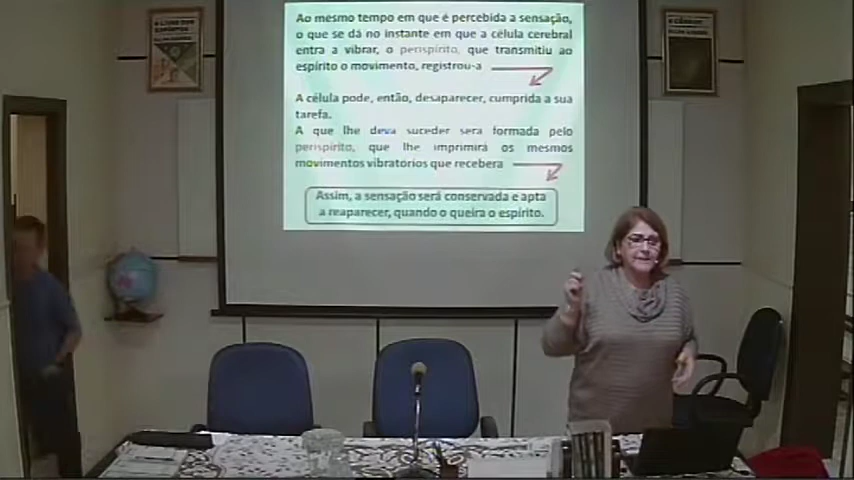 Ao mesmo tempo em que é percebida a sensação,
o que se dá no instante em que a célula cerebral
entra a vibrar, o perispírito, que transmitiu ao
espírito o movimento, registrou-a
A célula pode, então, desaparecer, cumprida a sua
tarefa.
A que lhe deva suceder sera formada pelo
perispírito, que lhe imprimirá os mesmos
movimentos vibratórios que recebera
Assim, a sensação será conservada e apta
a reaparecer, quando o queira o espírito.